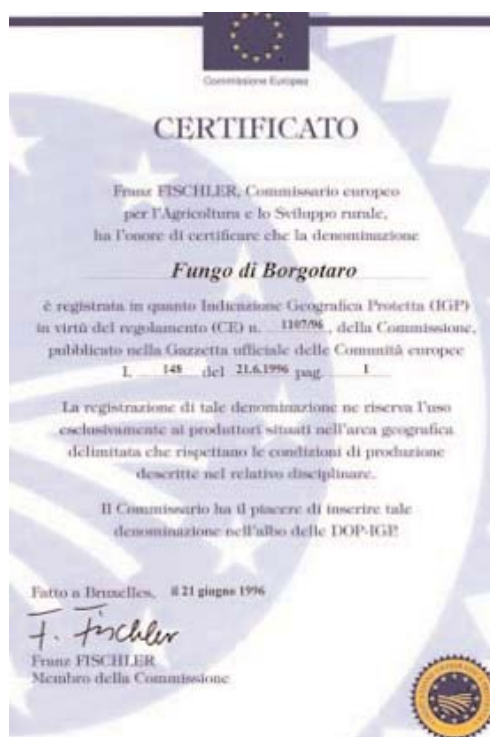 Commissione Europea
CERTIFICATO
Franz FISCHLER, Commissario europeo
per l'Agricoltura e lo Sviluppo rurale,
ha l'onore di certificare che la denominazione
Fungo di Borgotaro
è registrata in quanto Indicazione Geografica Protetta (IGP)
in virtù del regolamento (CE) n. 1107/96, della Commissione,
pubblicato nella Gazzetta ufficiale delle Comunità europee
L 148 del 21.6.1996 pag. 1
La registrazione di tale denominazione ne riserva l'uso
esclusivamente ai produttori situati nell'area geografica
delimitata che rispettano le condizioni di produzione
descritte nel relativo disciplinare.
Il Commissario ha il piacere di inserire tale
denominazione nell'albo delle DOP-IGP.
Fatto a Bruxelles, il 21 giugno 1996
F. Fischler
Franz FISCHLER
Membro della Commissione